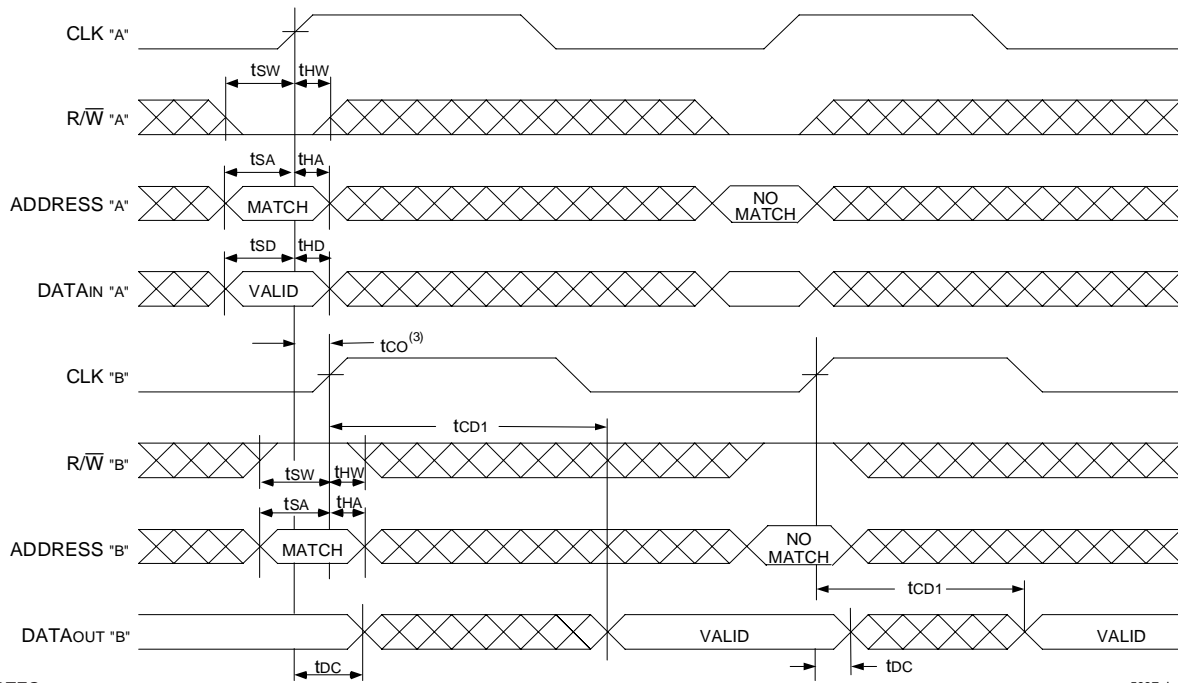 CLK "A"
tSW tHW
R/W̅ "A"
tSA tHA
ADDRESS "A" MATCH NO MATCH
tSD tHD
DATAIN "A" VALID
tCO(3)
CLK "B"
tCD1
R/W̅ "B"
tSW tHW
tSA tHA
ADDRESS "B" MATCH NO MATCH
tCD1
DATAOUT "B" VALID VALID
tDC tDC